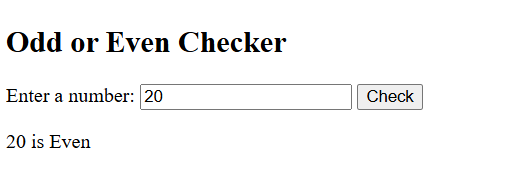 Odd or Even Checker
Enter a number: 20 Check
20 is Even